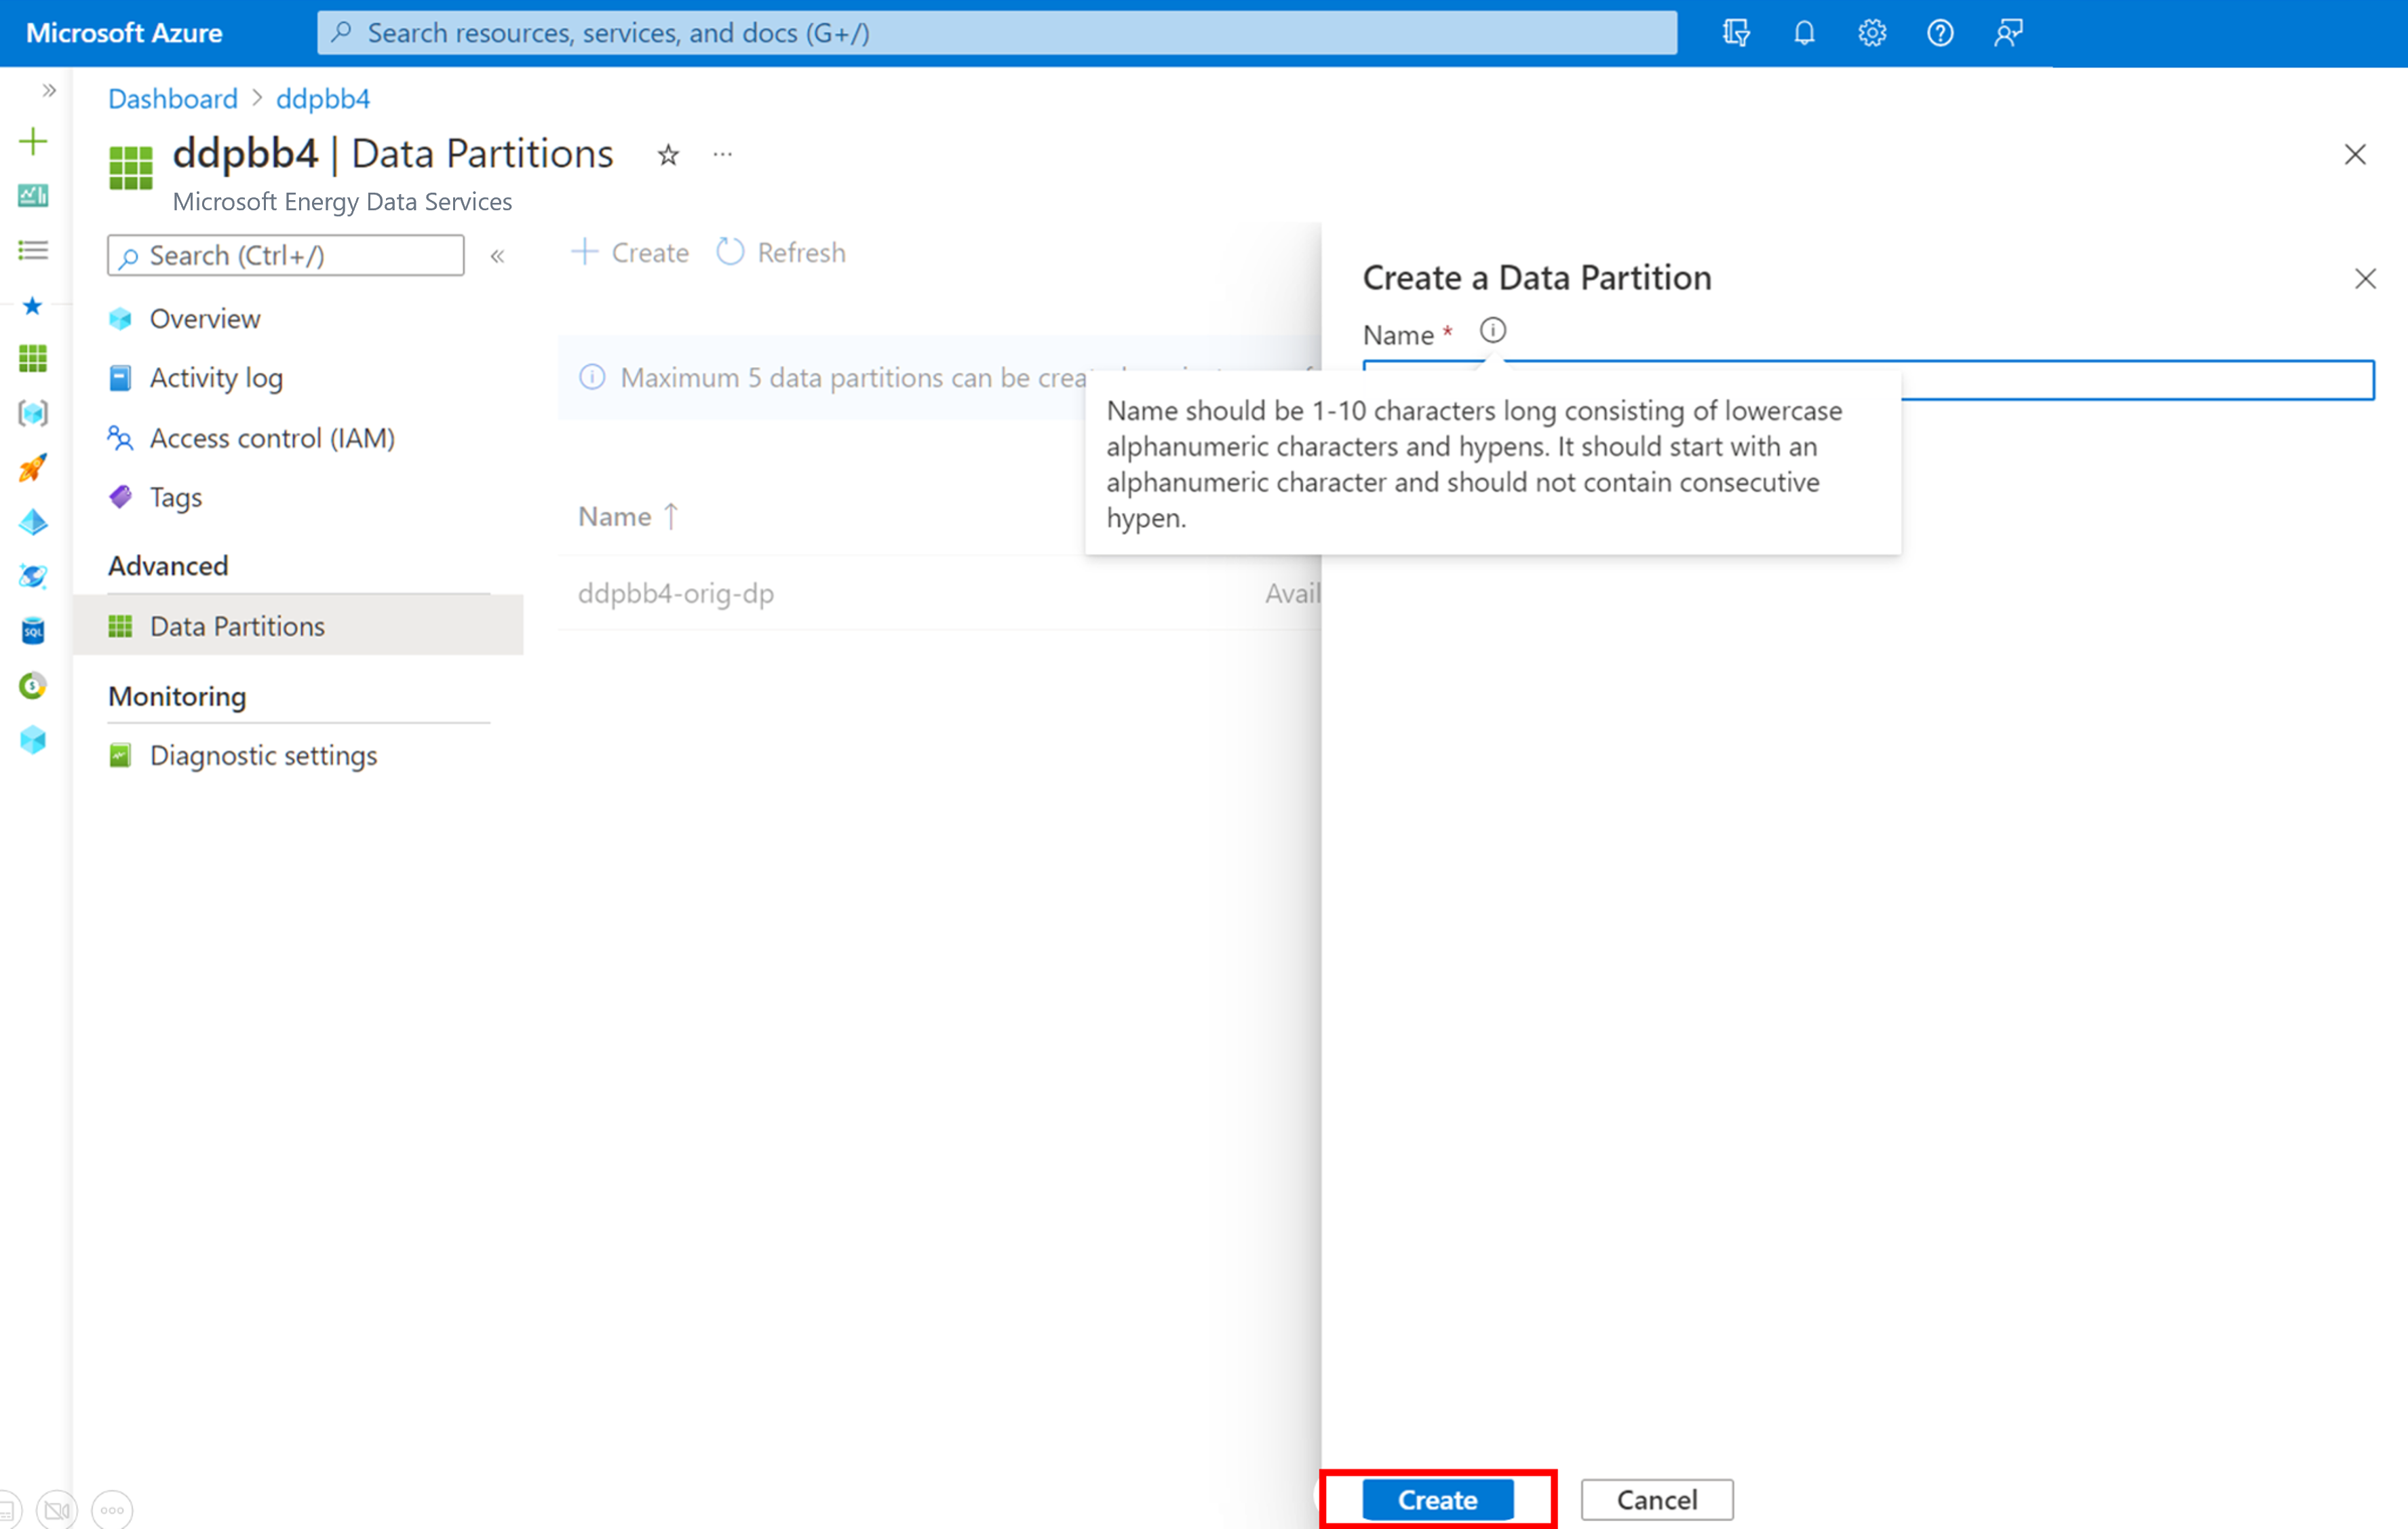 Microsoft Azure
Search resources, services, and docs (G+/)
Dashboard > ddpbb4
ddpbb4 | Data Partitions
Microsoft Energy Data Services
Search (Ctrl+/)
Create
Refresh
Overview
Activity log
Access control (IAM)
Tags
Advanced
Data Partitions
Monitoring
Diagnostic settings
SQL
Maximum 5 data partitions can be
Name ↑
ddpbb4-orig-dp
Create a Data Partition
Name *
Name should be 1-10 characters long consisting of lowercase
alphanumeric characters and hypens. It should start with an
alphanumeric character and should not contain consecutive
hypen.
Create
Cancel